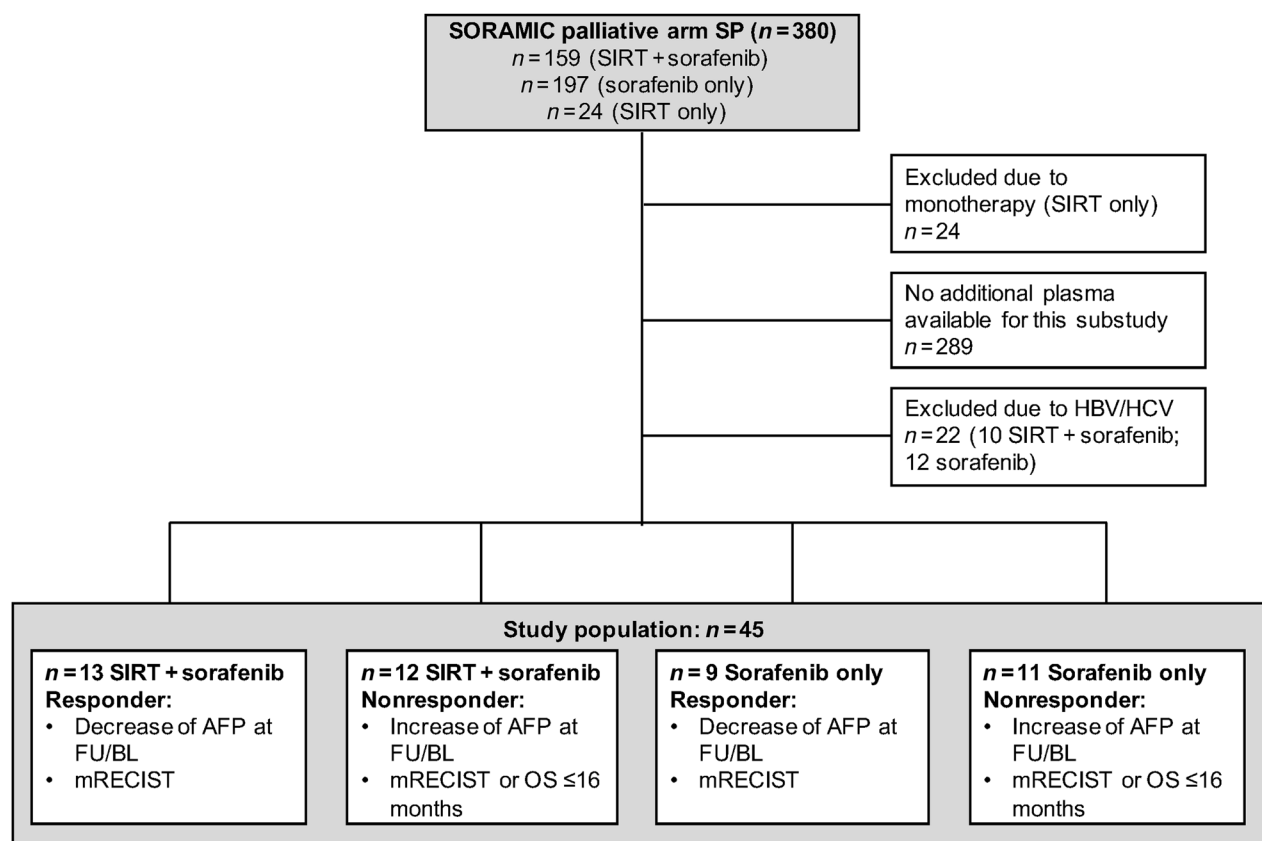 SORAMIC palliative arm SP (n=380)
n=159 (SIRT+sorafenib)
n=197 (sorafenib only)
n=24 (SIRT only)
Excluded due to
monotherapy (SIRT only)
n=24
No additional plasma
available for this substudy
n=289
Excluded due to HBV/HCV
n=22 (10 SIRT + sorafenib;
12 sorafenib)
Study population: n=45
n=13 SIRT+sorafenib
Responder:
• Decrease of AFP at
FU/BL
• mRECIST
n=12 SIRT+sorafenib
Nonresponder:
• Increase of AFP at
FU/BL
• mRECIST or OS ≤16
months
n=9 Sorafenib only
Responder:
• Decrease of AFP at
FU/BL
• mRECIST
n=11 Sorafenib only
Nonresponder:
• Increase of AFP at
FU/BL
• mRECIST or OS ≤16
months